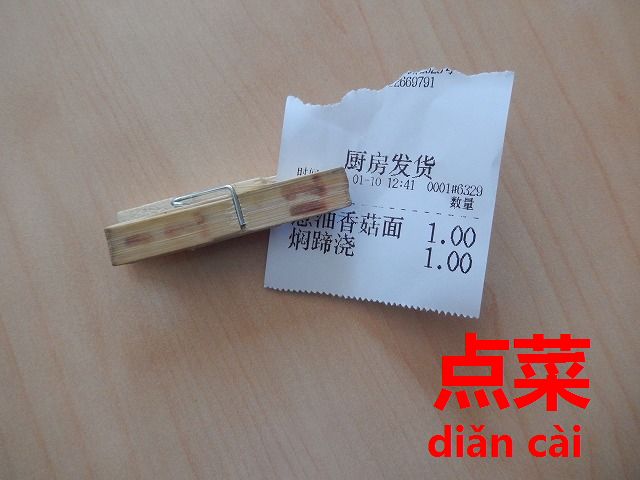 2669791
厨房发货
01-10 12:41 0001#6329
数量
葱油香菇面 1.00
焖蹄浇 1.00
点菜
diǎn cài